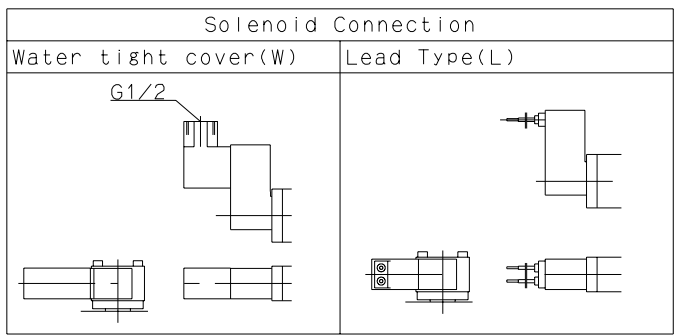 Solenoid Connection
Water tight cover(W)
Lead Type(L)
G1/2